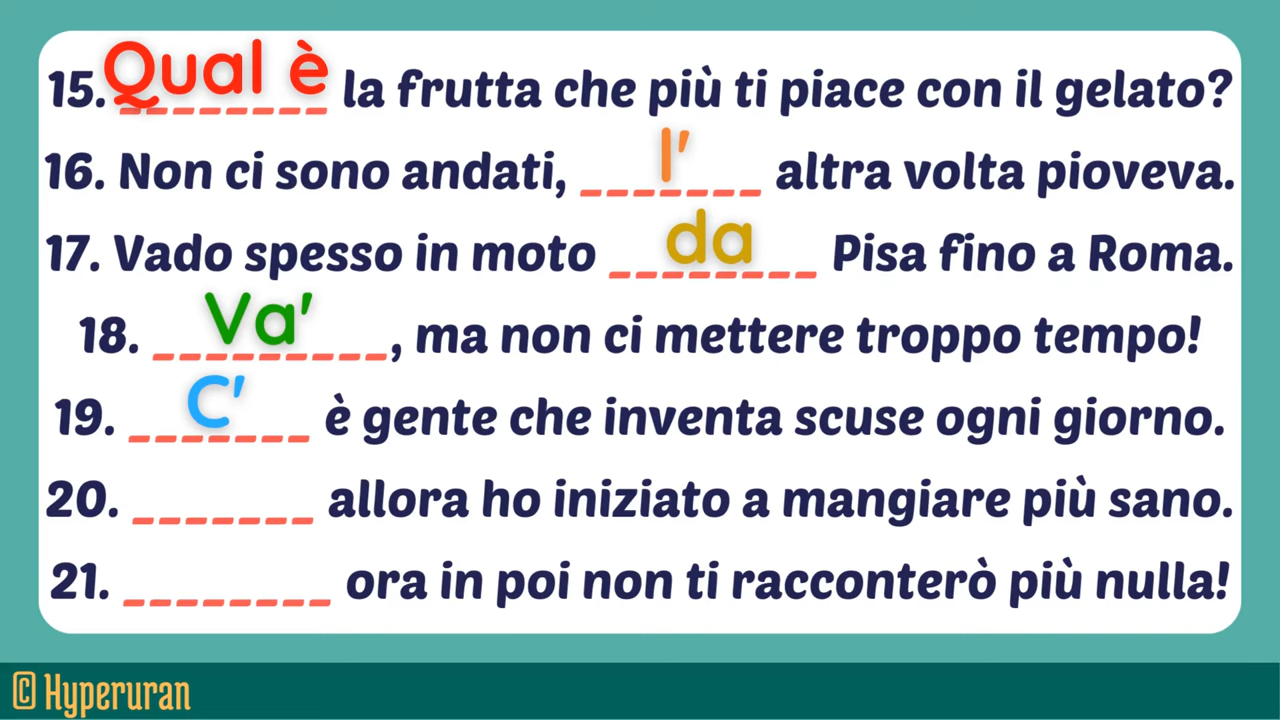 15. Qual è la frutta che più ti piace con il gelato?
16. Non ci sono andati, l' altra volta pioveva.
17. Vado spesso in moto da Pisa fino a Roma.
18. Va', ma non ci mettere troppo tempo!
19. C' è gente che inventa scuse ogni giorno.
20. _______ allora ho iniziato a mangiare più sano.
21. ________ ora in poi non ti racconterò più nulla!
© Hyperuran